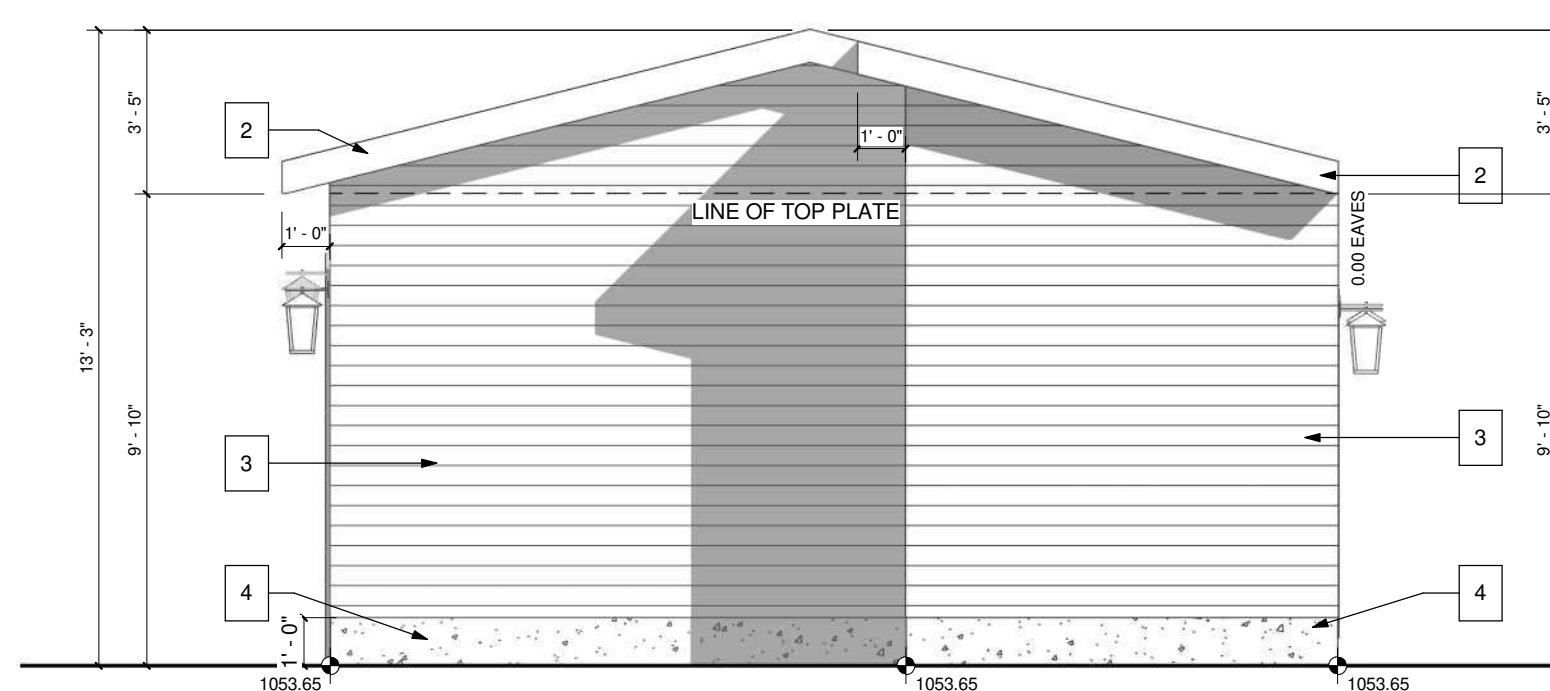 3' - 5"
3' - 5"
2
1' - 0"
2
LINE OF TOP PLATE
1' - 0"
0.00 EAVES
13' - 3"
9' - 10"
9' - 10"
3
3
4
4
1' - 0"
1053.65
1053.65
1053.65